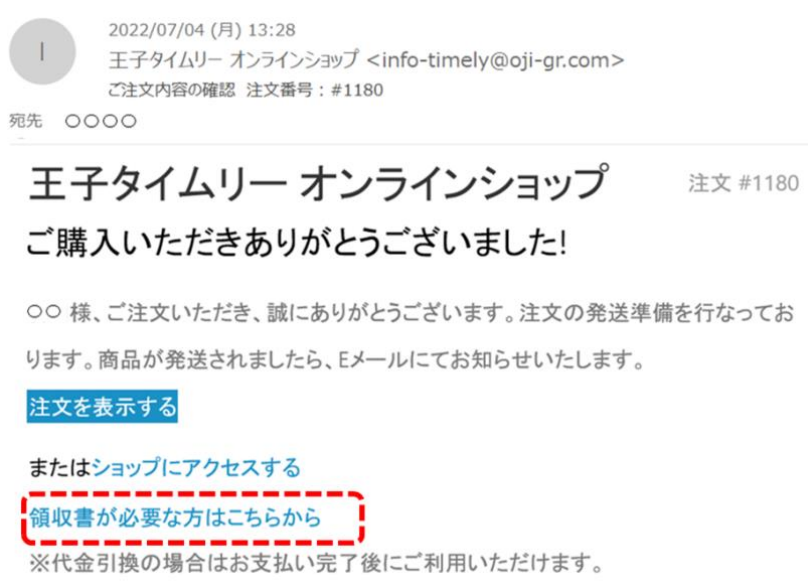 I
2022/07/04 (月) 13:28
王子タイムリー オンラインショップ <info-timely@oji-gr.com>
ご注文内容の確認 注文番号：#1180
宛先 〇〇〇〇
王子タイムリー オンラインショップ 注文 #1180
ご購入いただきありがとうございました!
〇〇 様、ご注文いただき、誠にありがとうございます。注文の発送準備を行なってお
ります。商品が発送されましたら、Eメールにてお知らせいたします。
注文を表示する
またはショップにアクセスする
領収書が必要な方はこちらから
※代金引換の場合はお支払い完了後にご利用いただけます。